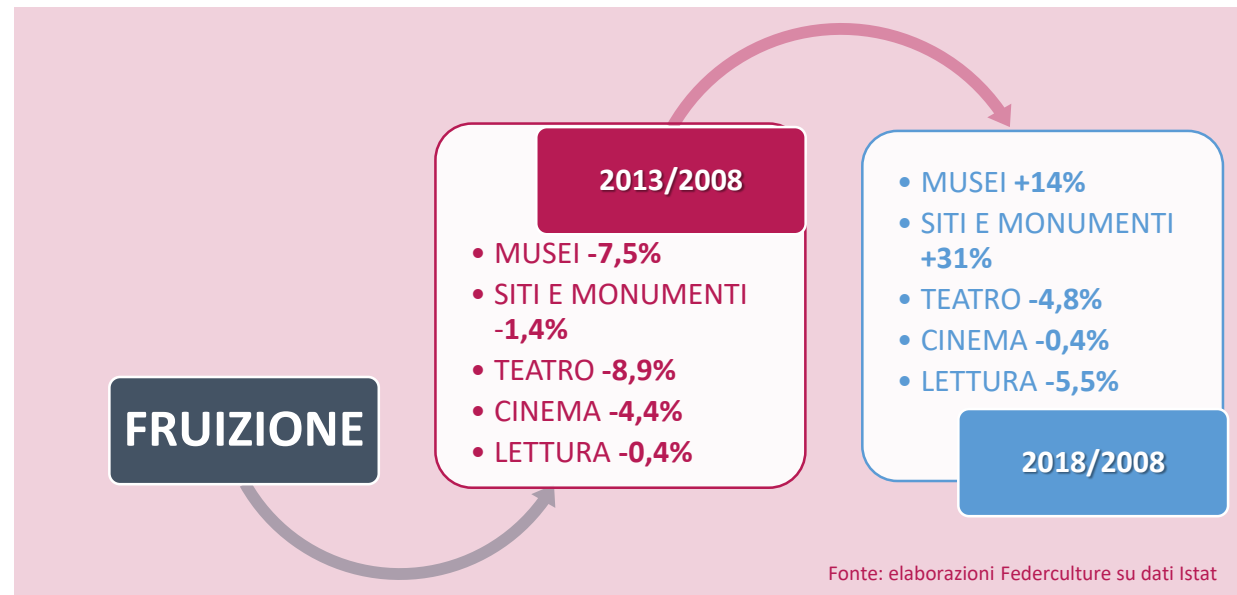 FRUIZIONE
2013/2008
• MUSEI -7,5%
• SITI E MONUMENTI
-1,4%
• TEATRO -8,9%
• CINEMA -4,4%
• LETTURA -0,4%
• MUSEI +14%
• SITI E MONUMENTI
+31%
• TEATRO -4,8%
• CINEMA -0,4%
• LETTURA -5,5%
2018/2008
Fonte: elaborazioni Federculture su dati Istat